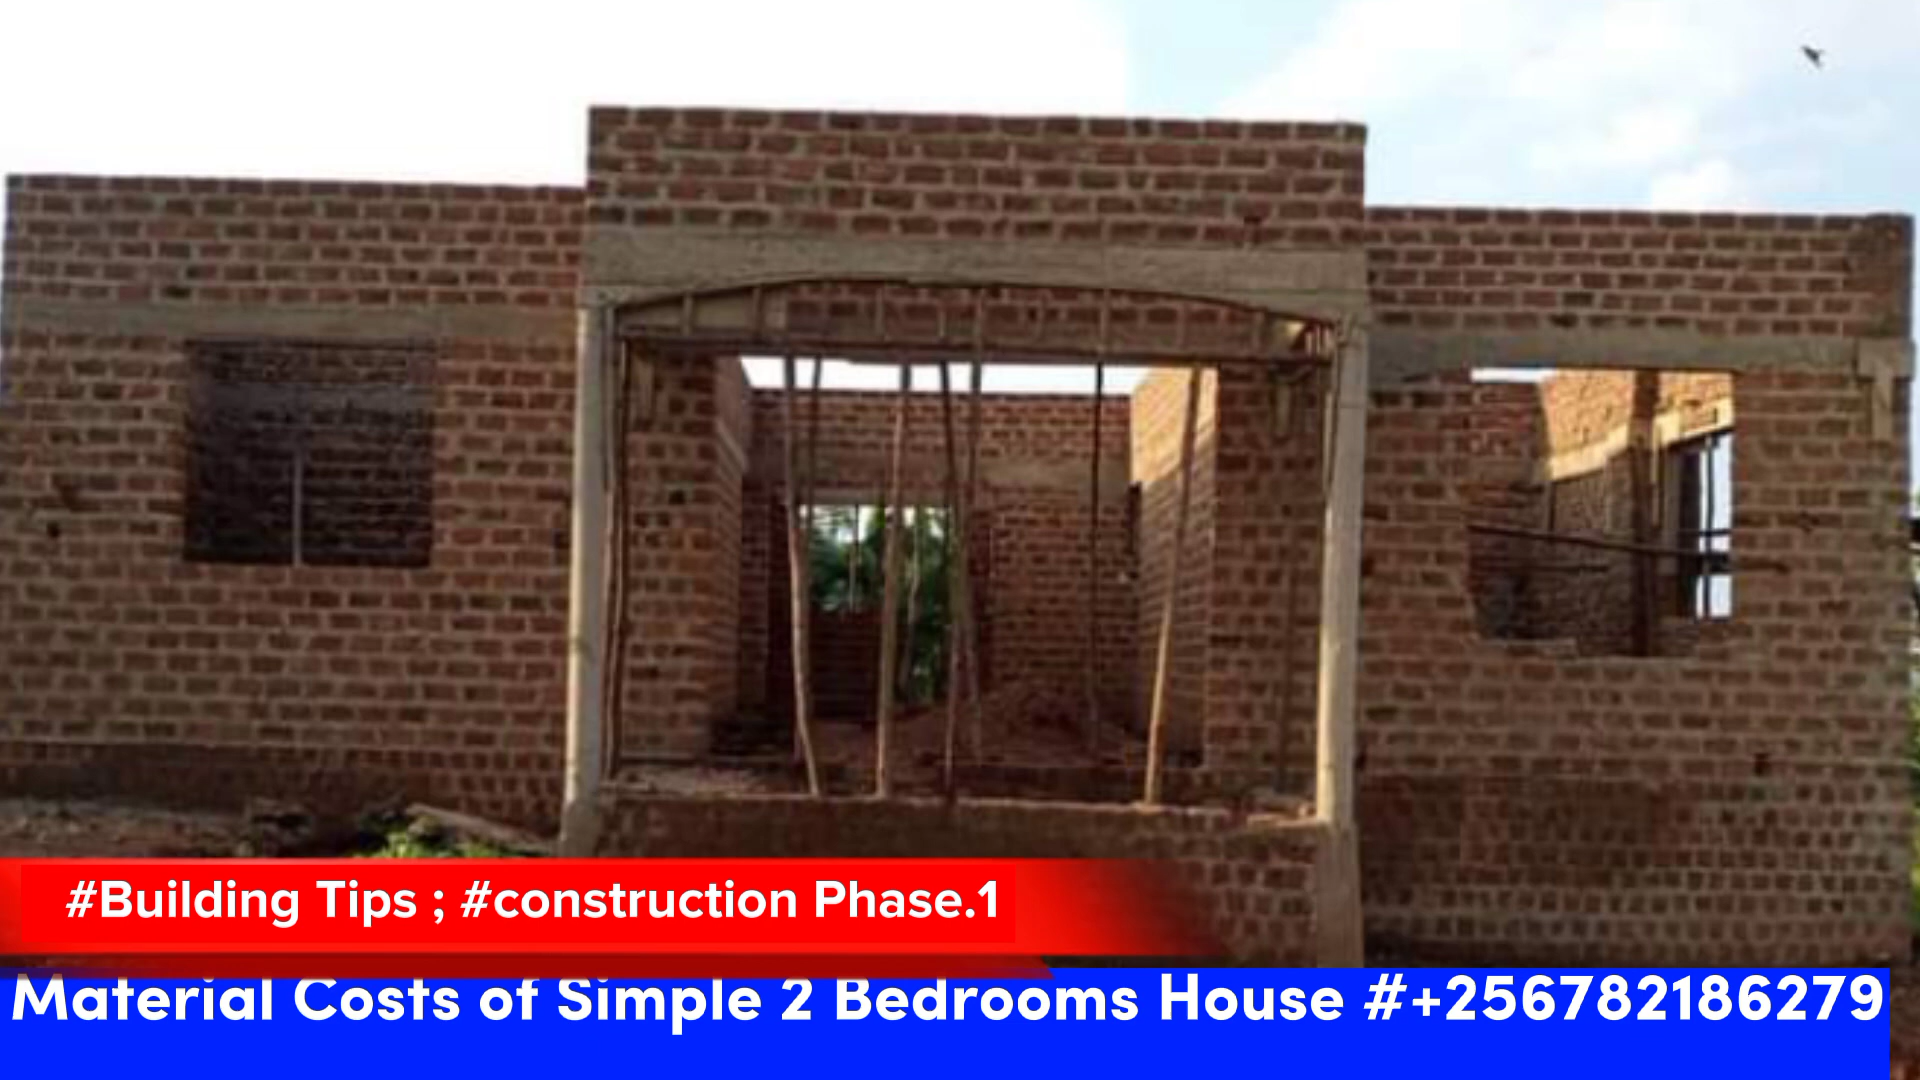 #Building Tips ; #construction Phase.1
Material Costs of Simple 2 Bedrooms House #+256782186279